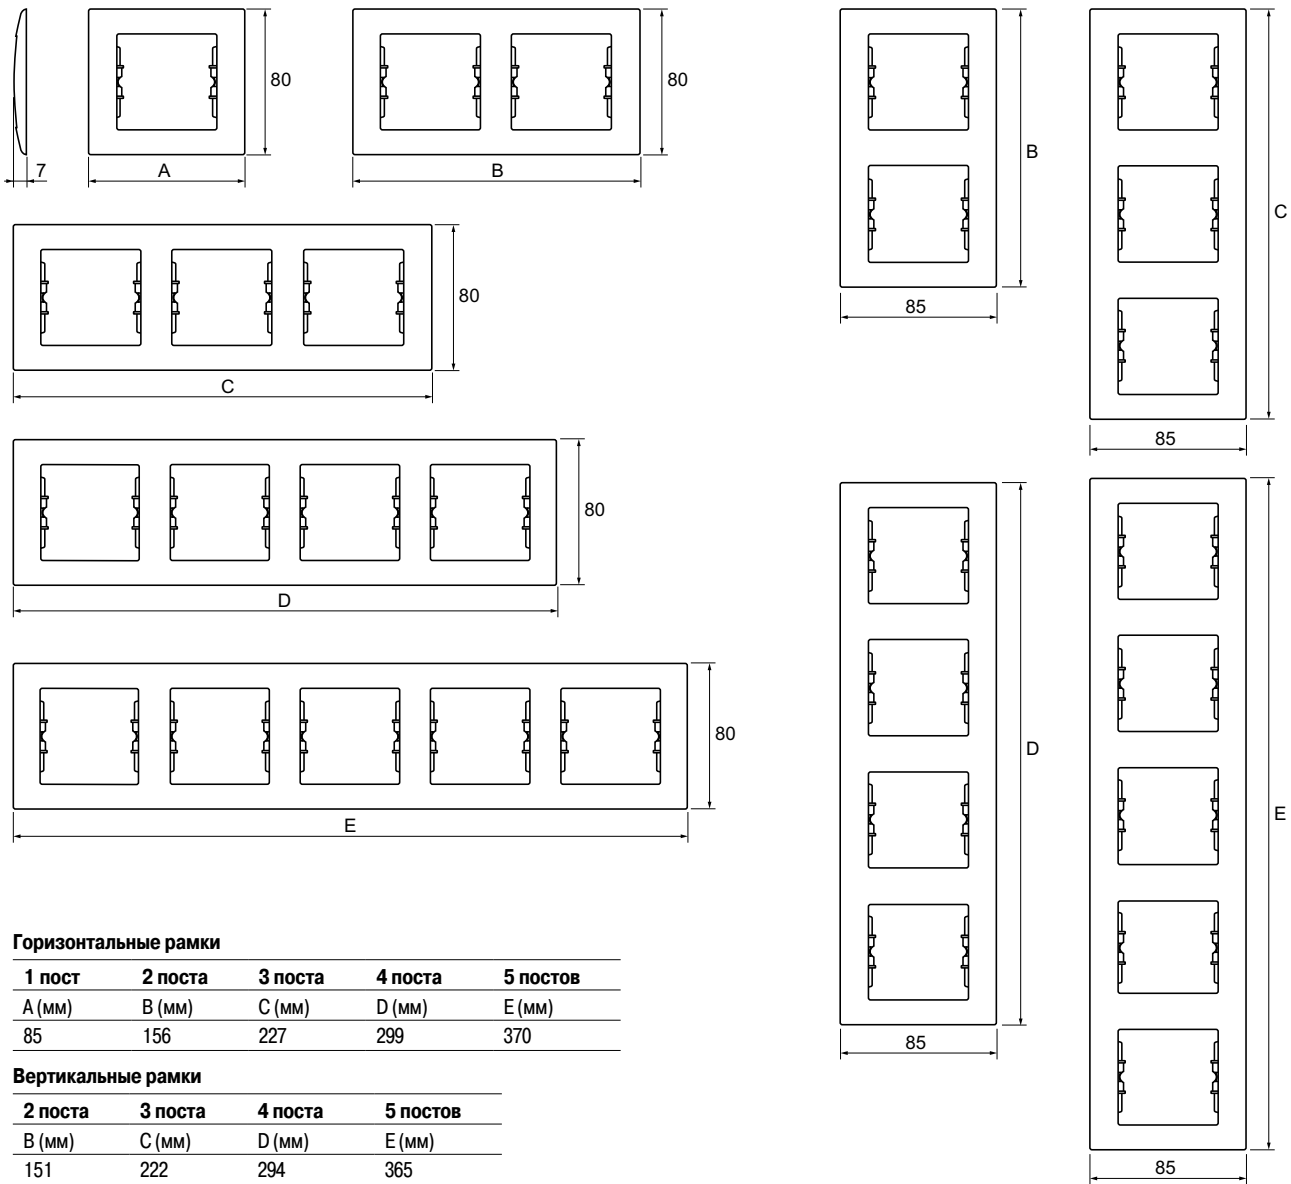 80
7
A
80
B
B
85
C
85
80
C
80
D
80
E
D
85
E
85
Горизонтальные рамки
1 пост 2 поста 3 поста 4 поста 5 постов
A (мм) B (мм) C (мм) D (мм) E (мм)
85 156 227 299 370
Вертикальные рамки
2 поста 3 поста 4 поста 5 постов
B (мм) C (мм) D (мм) E (мм)
151 222 294 365